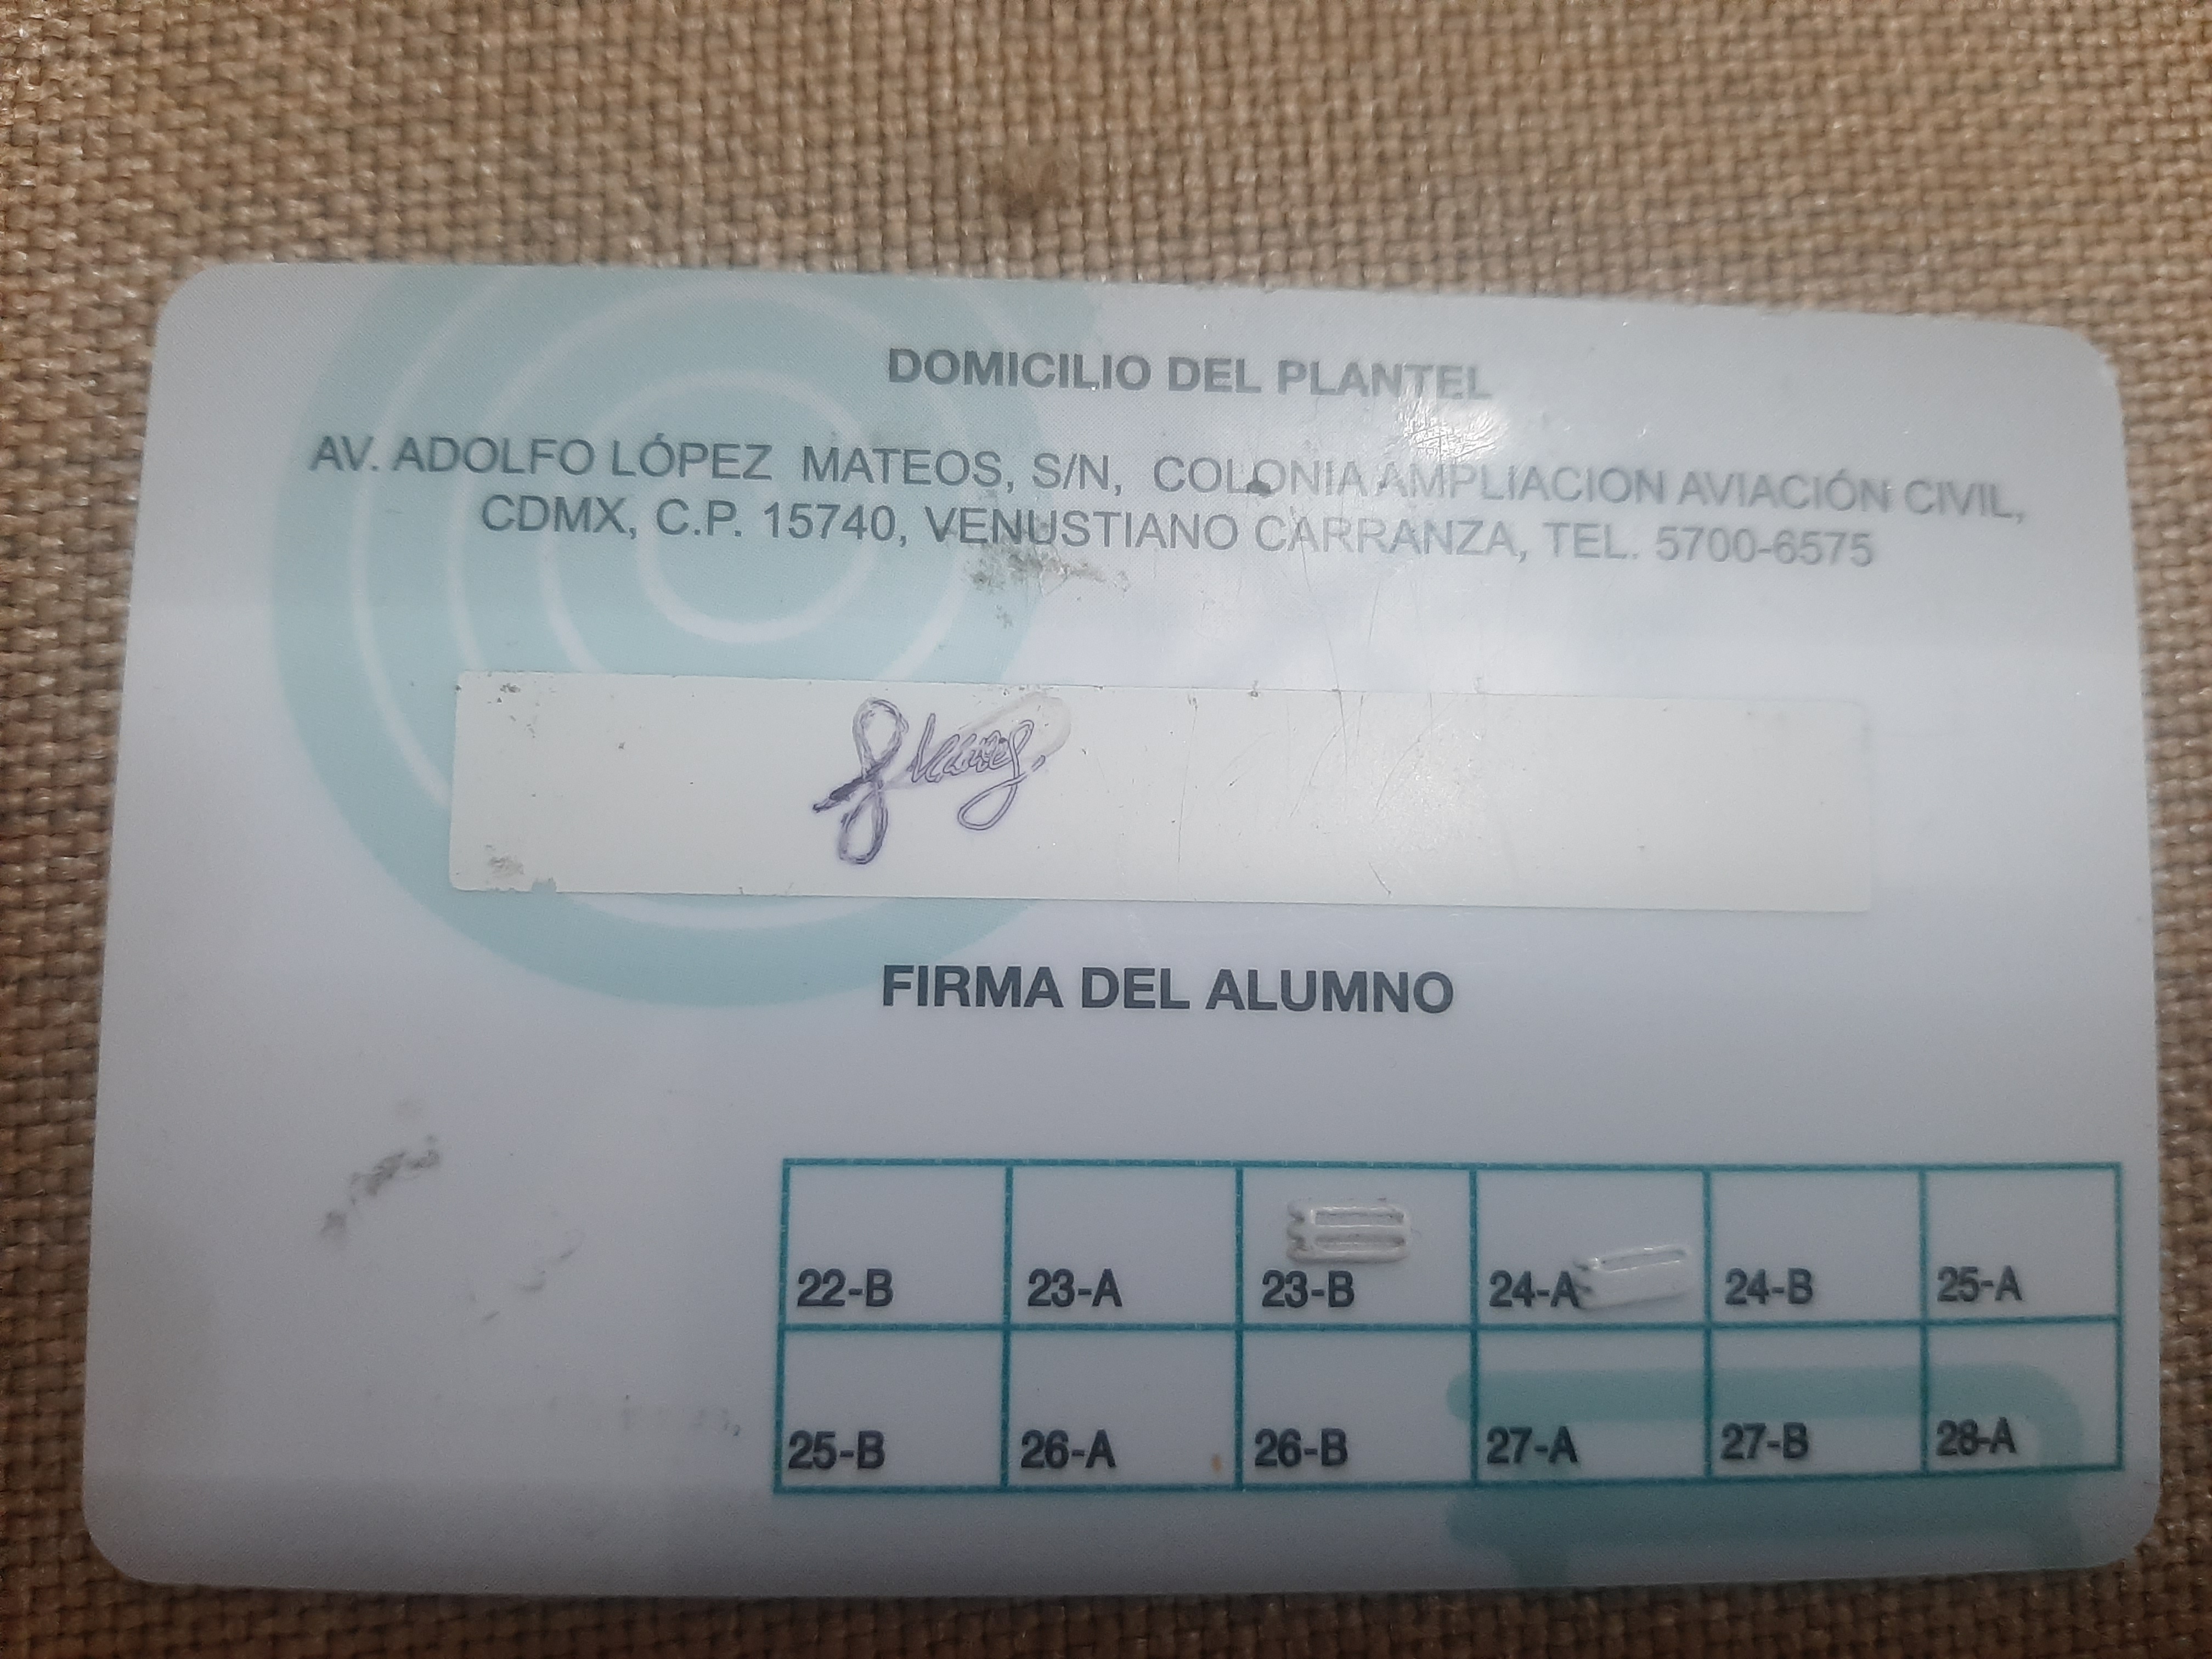 DOMICILIO DEL PLANTEL
AV. ADOLFO LÓPEZ MATEOS, S/N, COLONIA AMPLIACION AVIACIÓN CIVIL,
CDMX, C.P. 15740, VENUSTIANO CARRANZA, TEL. 5700-6575
FIRMA DEL ALUMNO
22-B 23-A 23-B 24-A 24-B 25-A
25-B 26-A 26-B 27-A 27-B 28-A